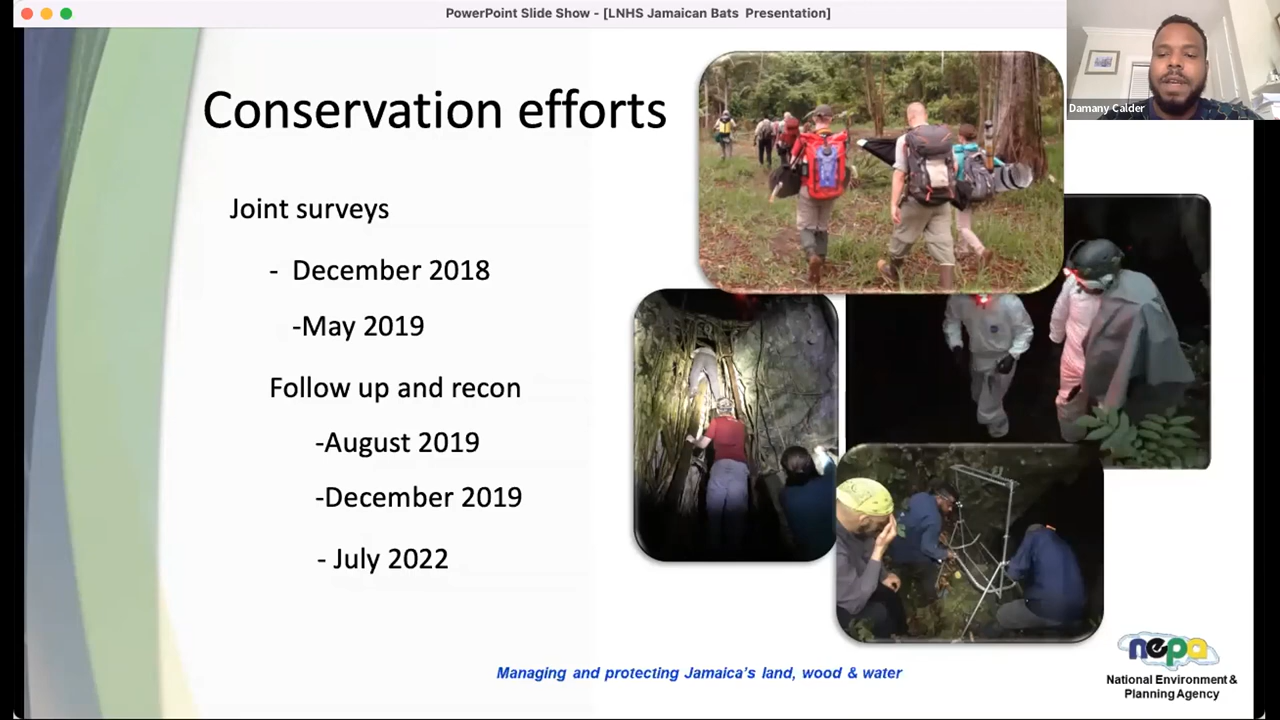 PowerPoint Slide Show - [LNHS Jamaican Bats Presentation]
Damany Calder
Conservation efforts
Joint surveys
- December 2018
-May 2019
Follow up and recon
-August 2019
-December 2019
- July 2022
Managing and protecting Jamaica's land, wood & water
nepa
National Environment &
Planning Agency